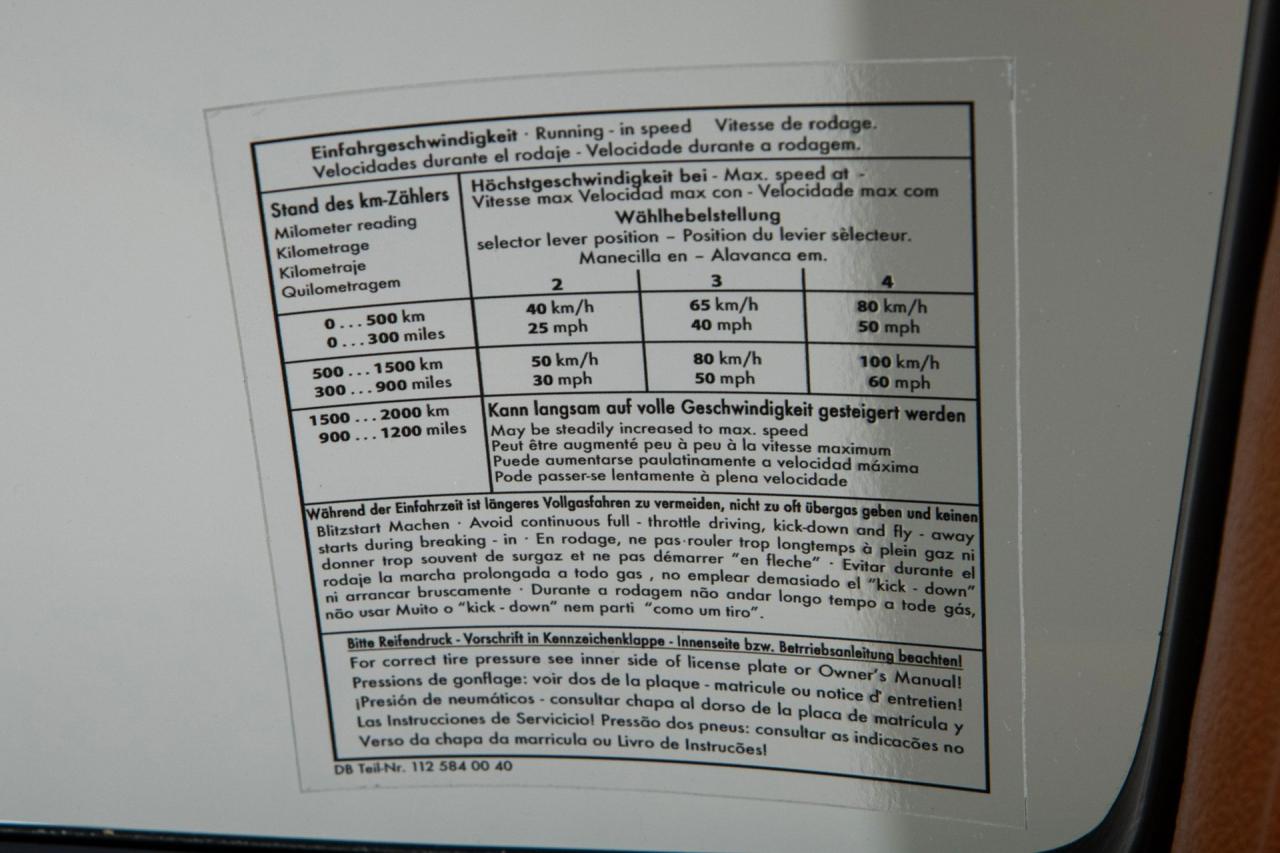 Einfahrgeschwindigkeit · Running - in speed Vitesse de rodage.
Velocidades durante el rodaje - Velocidade durante a rodagem.
Stand des km-Zählers
Milometer reading
Kilometrage
Kilometraje
Quilometragem
Höchstgeschwindigkeit bei - Max. speed at -
Vitesse max Velocidad max con - Velocidade max com
Wählhebelstellung
selector lever position – Position du levier sèlecteur.
Manecilla en – Alavanca em.
2 3 4
0 . . . 500 km 40 km/h 65 km/h 80 km/h
0 . . . 300 miles 25 mph 40 mph 50 mph
500 . . . 1500 km 50 km/h 80 km/h 100 km/h
300 . . . 900 miles 30 mph 50 mph 60 mph
1500 . . . 2000 km
900 . . . 1200 miles
Kann langsam auf volle Geschwindigkeit gesteigert werden
May be steadily increased to max. speed
Peut être augmenté peu à peu à la vitesse maximum
Puede aumentarse paulatinamente a velocidad máxima
Pode passer-se lentamente à plena velocidade
Während der Einfahrzeit ist längeres Vollgasfahren zu vermeiden, nicht zu oft übergas geben und keinen
Blitzstart Machen · Avoid continuous full - throttle driving, kick-down and fly - away
starts during breaking - in · En rodage, ne pas·rouler trop longtemps à plein gaz ni
donner trop souvent de surgaz et ne pas démarrer "en fleche" · Evitar durante el
rodaje la marcha prolongada a todo gas , no emplear demasiado el "kick - down"
ni arrancar bruscamente · Durante a rodagem não andar longo tempo a tode gás,
não usar Muito o "kick - down" nem parti "como um tiro".
Bitte Reifendruck - Vorschrift in Kennzeichenklappe - Innenseite bzw. Betrriebsanleitung beachten!
For correct tire pressure see inner side of license plate or Owner's Manual!
Pressions de gonflage: voir dos de la plaque - matricule ou notice d' entretien!
¡Presión de neumáticos - consultar chapa al dorso de la placa de matrícula y
Las Instrucciones de Servicicio! Pressão dos pneus: consultar as indicacões no
Verso da chapa da marricula ou Livro de Instrucões!
DB Teil-Nr. 112 584 00 40